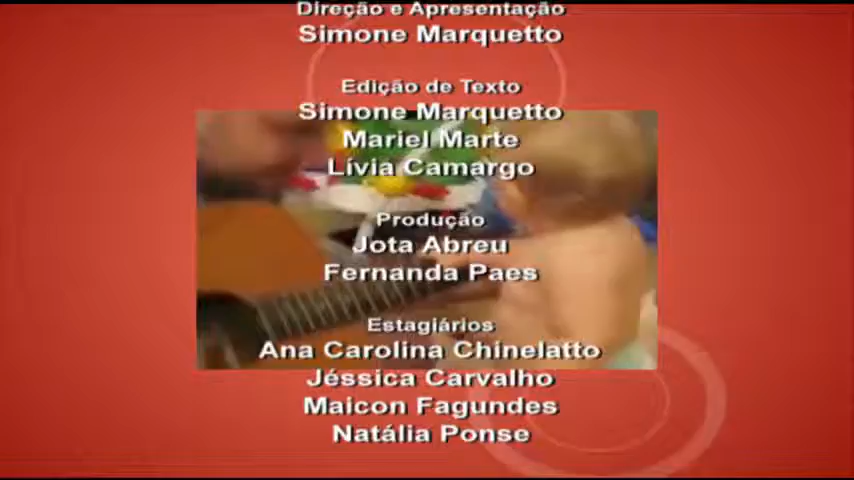 Direção e Apresentação
Simone Marquetto
Edição de Texto
Simone Marquetto
Mariel Marte
Lívia Camargo
Produção
Jota Abreu
Fernanda Paes
Estagiários
Ana Carolina Chinelatto
Jéssica Carvalho
Maicon Fagundes
Natália Ponse